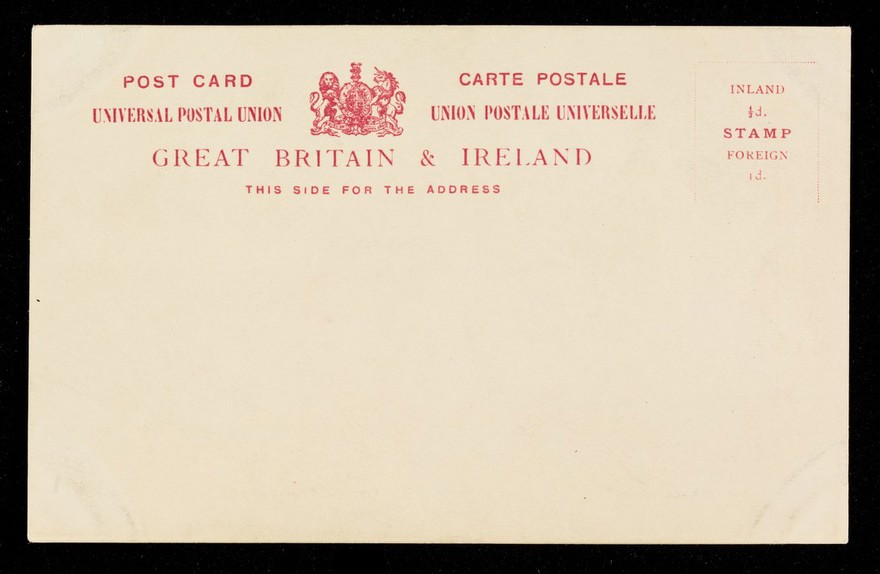 POST CARD
CARTE POSTALE
UNIVERSAL POSTAL UNION
UNION POSTALE UNIVERSELLE
GREAT BRITAIN & IRELAND
THIS SIDE FOR THE ADDRESS
INLAND
½d.
STAMP
FOREIGN
1d.